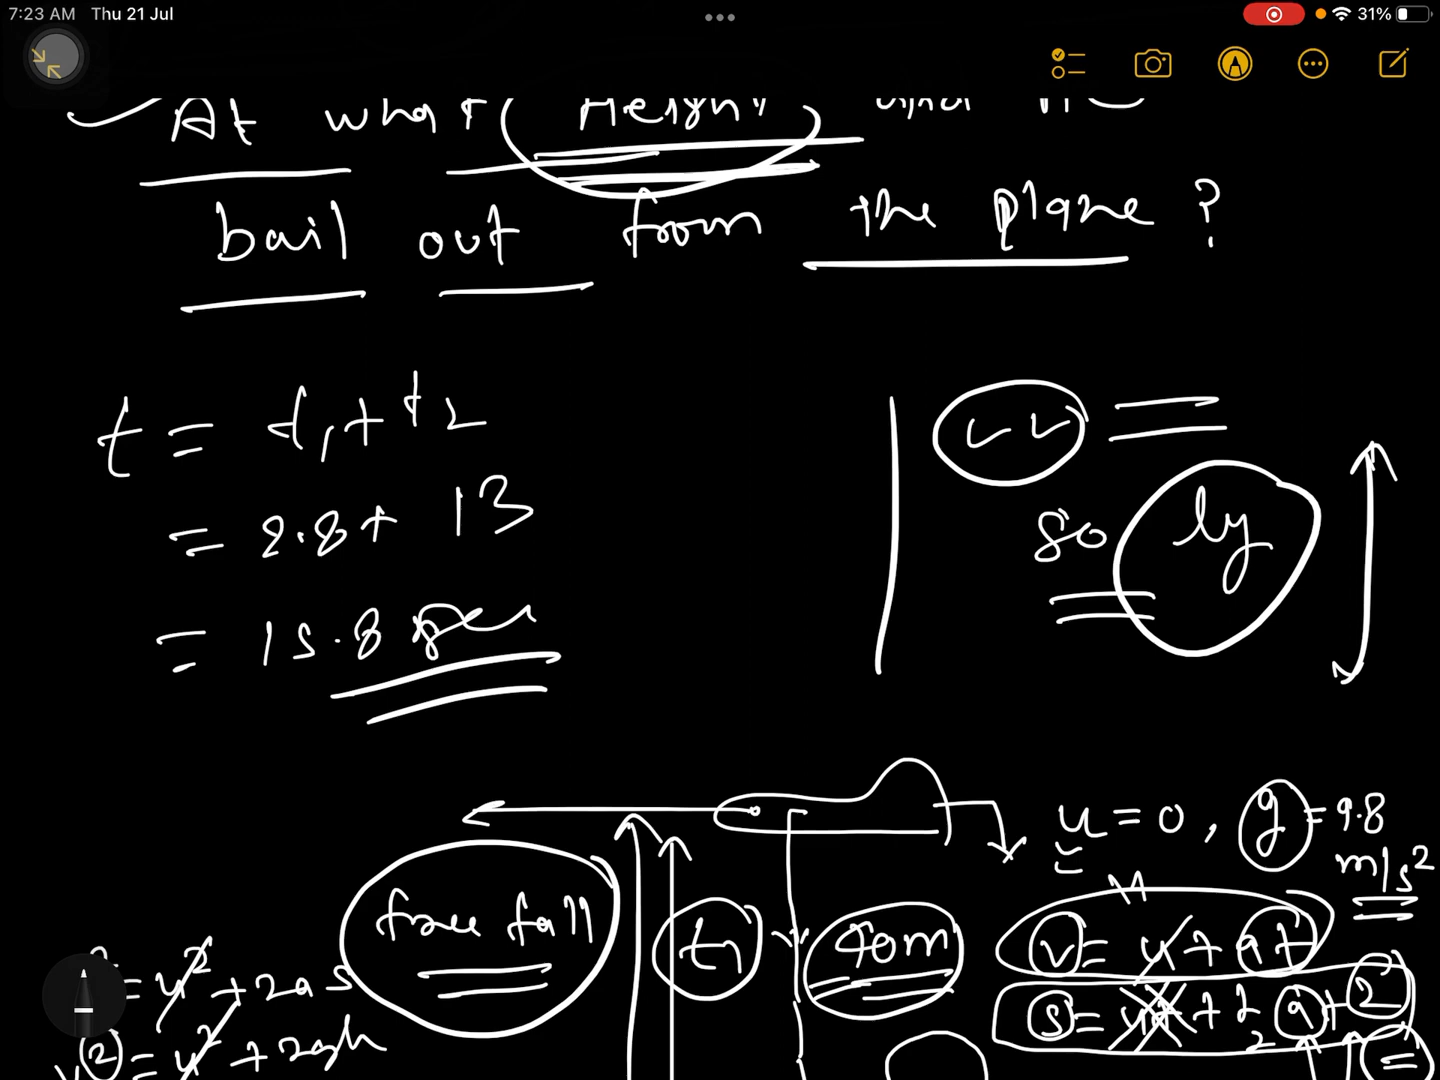 7:23 AM Thu 21 Jul
31%
At what Height
bail out from the plane ?
t = t1 + t2
= 2.8 + 13
= 15.8 sec
so
u = 0 , g = 9.8
m/s²
free fall
t1
40m
v = u + at
s = ut + 1/2 at²
= u² + 2as
v² = u² + 2gh